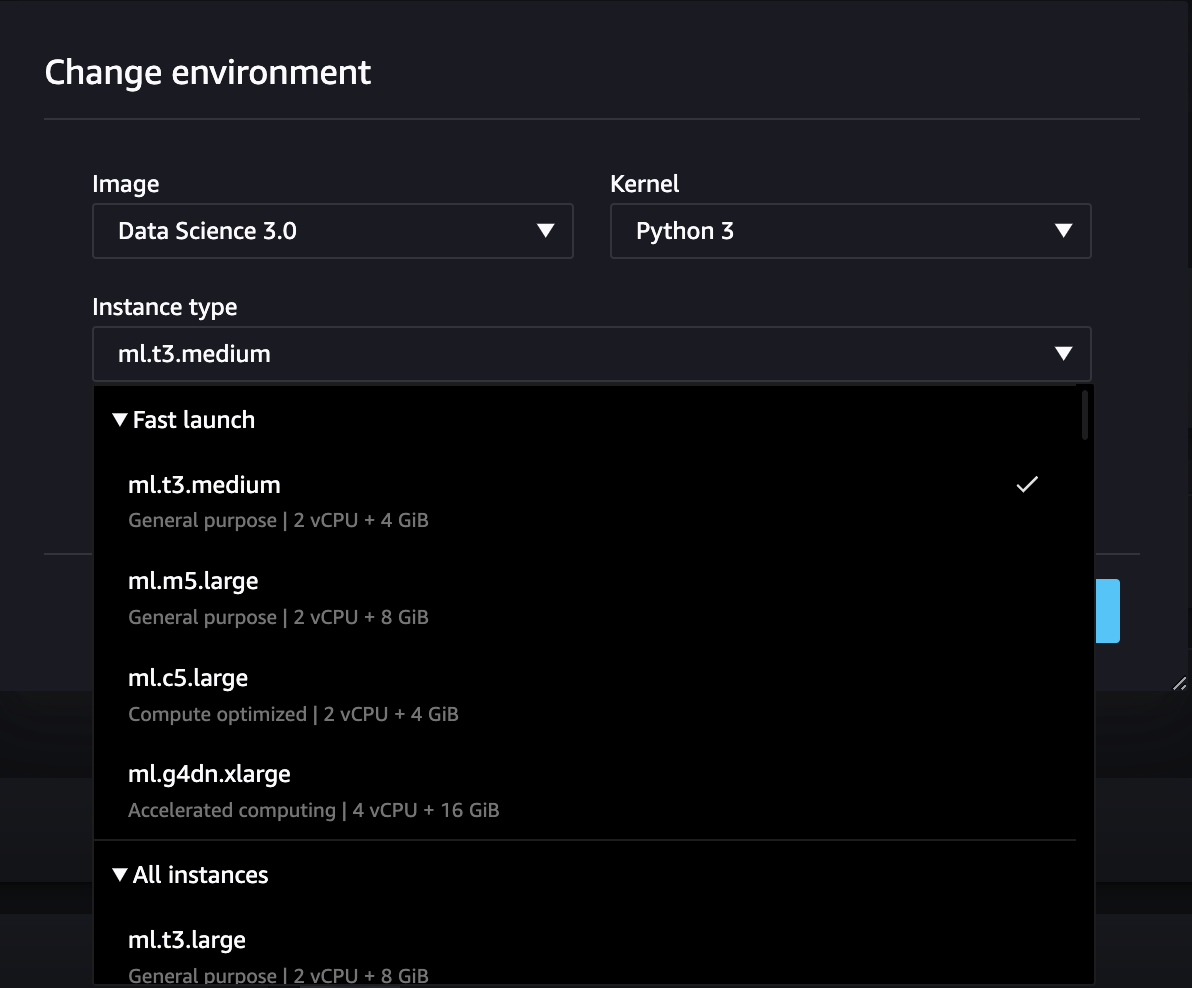 Change environment
Image
Kernel
Data Science 3.0
Python 3
Instance type
ml.t3.medium
Fast launch
ml.t3.medium
General purpose | 2 vCPU + 4 GiB
ml.m5.large
General purpose | 2 vCPU + 8 GiB
ml.c5.large
Compute optimized | 2 vCPU + 4 GiB
ml.g4dn.xlarge
Accelerated computing | 4 vCPU + 16 GiB
All instances
ml.t3.large
General purpose | 2 vCPU + 8 GiB